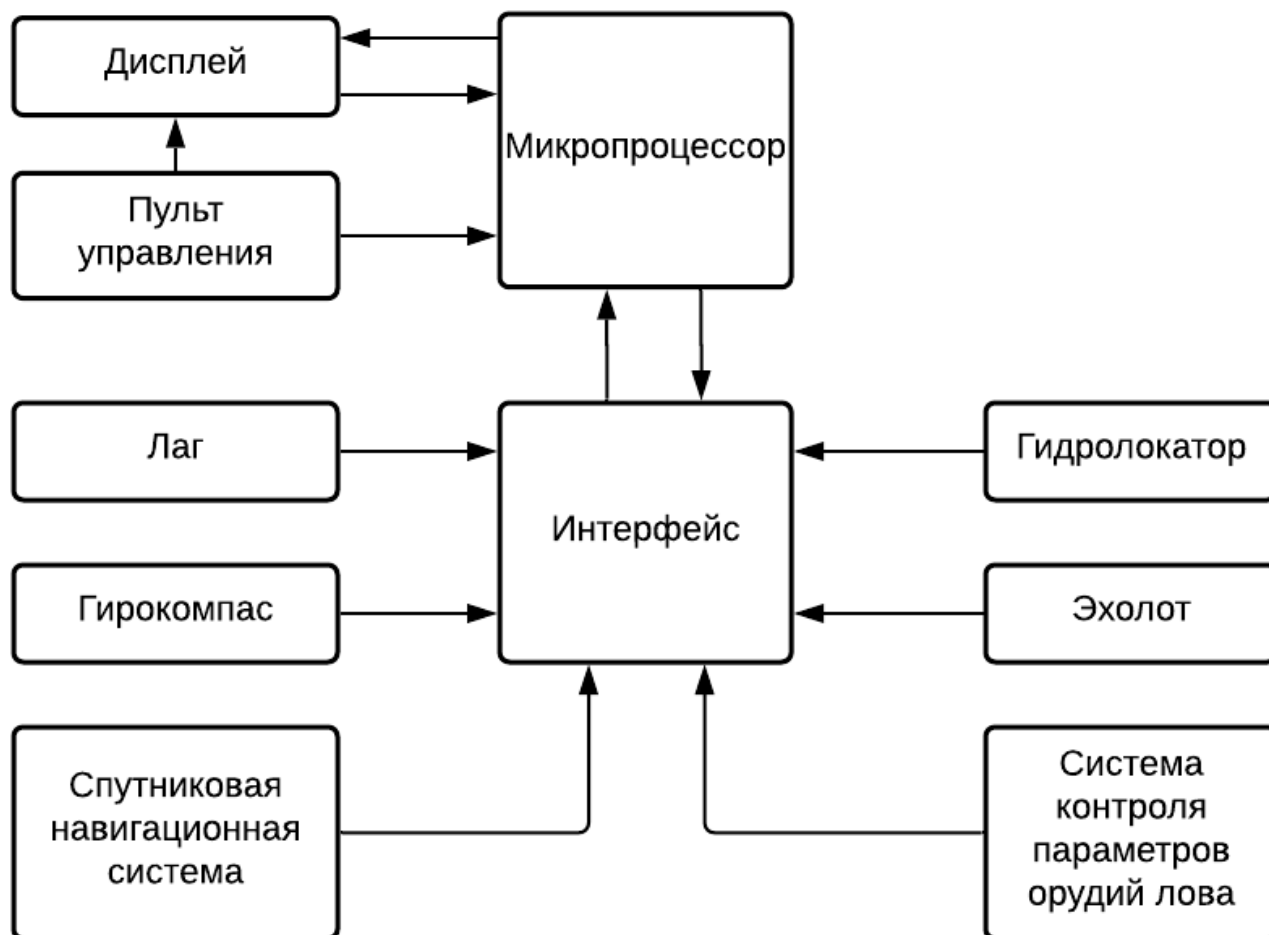 Дисплей
Микропроцессор
Пульт
управления
Лаг
Гидролокатор
Интерфейс
Гирокомпас
Эхолот
Спутниковая
навигационная
система
Система
контроля
параметров
орудий лова